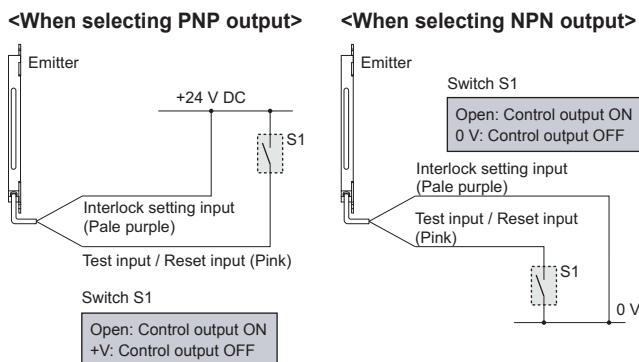 <When selecting PNP output>
Emitter
+24 V DC
S1
Interlock setting input
(Pale purple)
Test input / Reset input (Pink)
Switch S1
Open: Control output ON
+V: Control output OFF
<When selecting NPN output>
Emitter
Switch S1
Open: Control output ON
0 V: Control output OFF
Interlock setting input
(Pale purple)
Test input / Reset input
(Pink)
S1
0 V